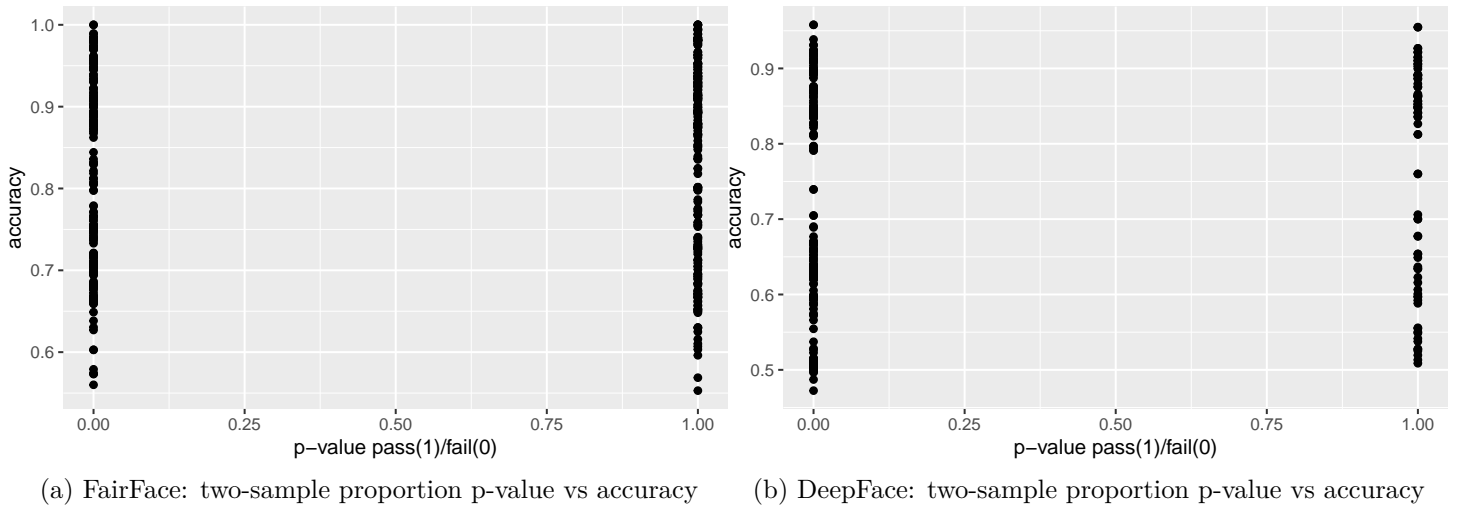 1.0
0.9
0.8
0.7
0.6
accuracy
0.00 0.25 0.50 0.75 1.00
p−value pass(1)/fail(0)
(a) FairFace: two-sample proportion p-value vs accuracy
0.9
0.8
0.7
0.6
0.5
accuracy
0.00 0.25 0.50 0.75 1.00
p−value pass(1)/fail(0)
(b) DeepFace: two-sample proportion p-value vs accuracy